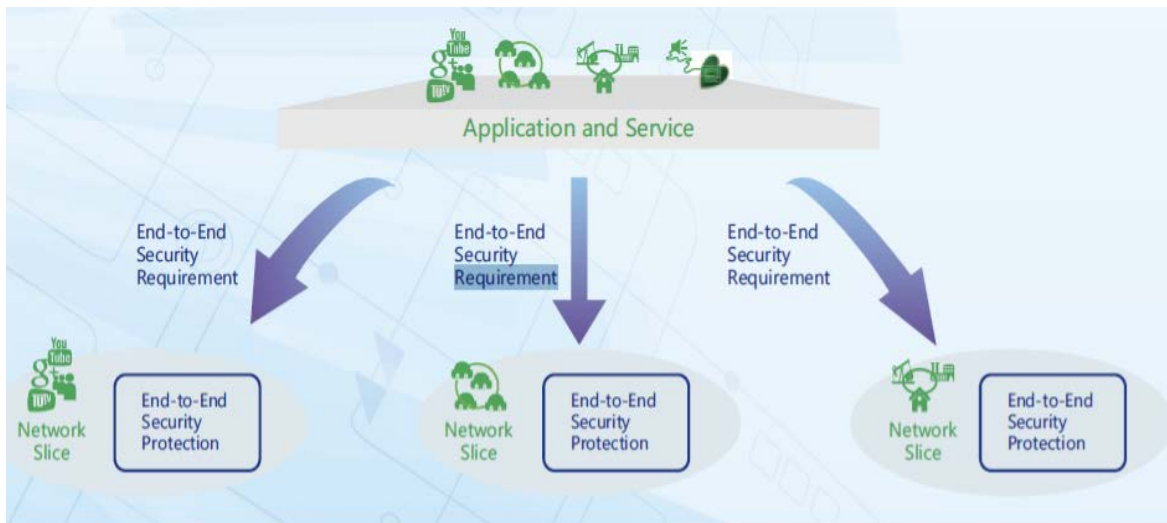 You
Tube
g+
TUtv
Application and Service
End-to-End
Security
Requirement
End-to-End
Security
Requirement
End-to-End
Security
Requirement
You
Tube
g+
TUtv
Network
Slice
End-to-End
Security
Protection
Network
Slice
End-to-End
Security
Protection
Network
Slice
End-to-End
Security
Protection